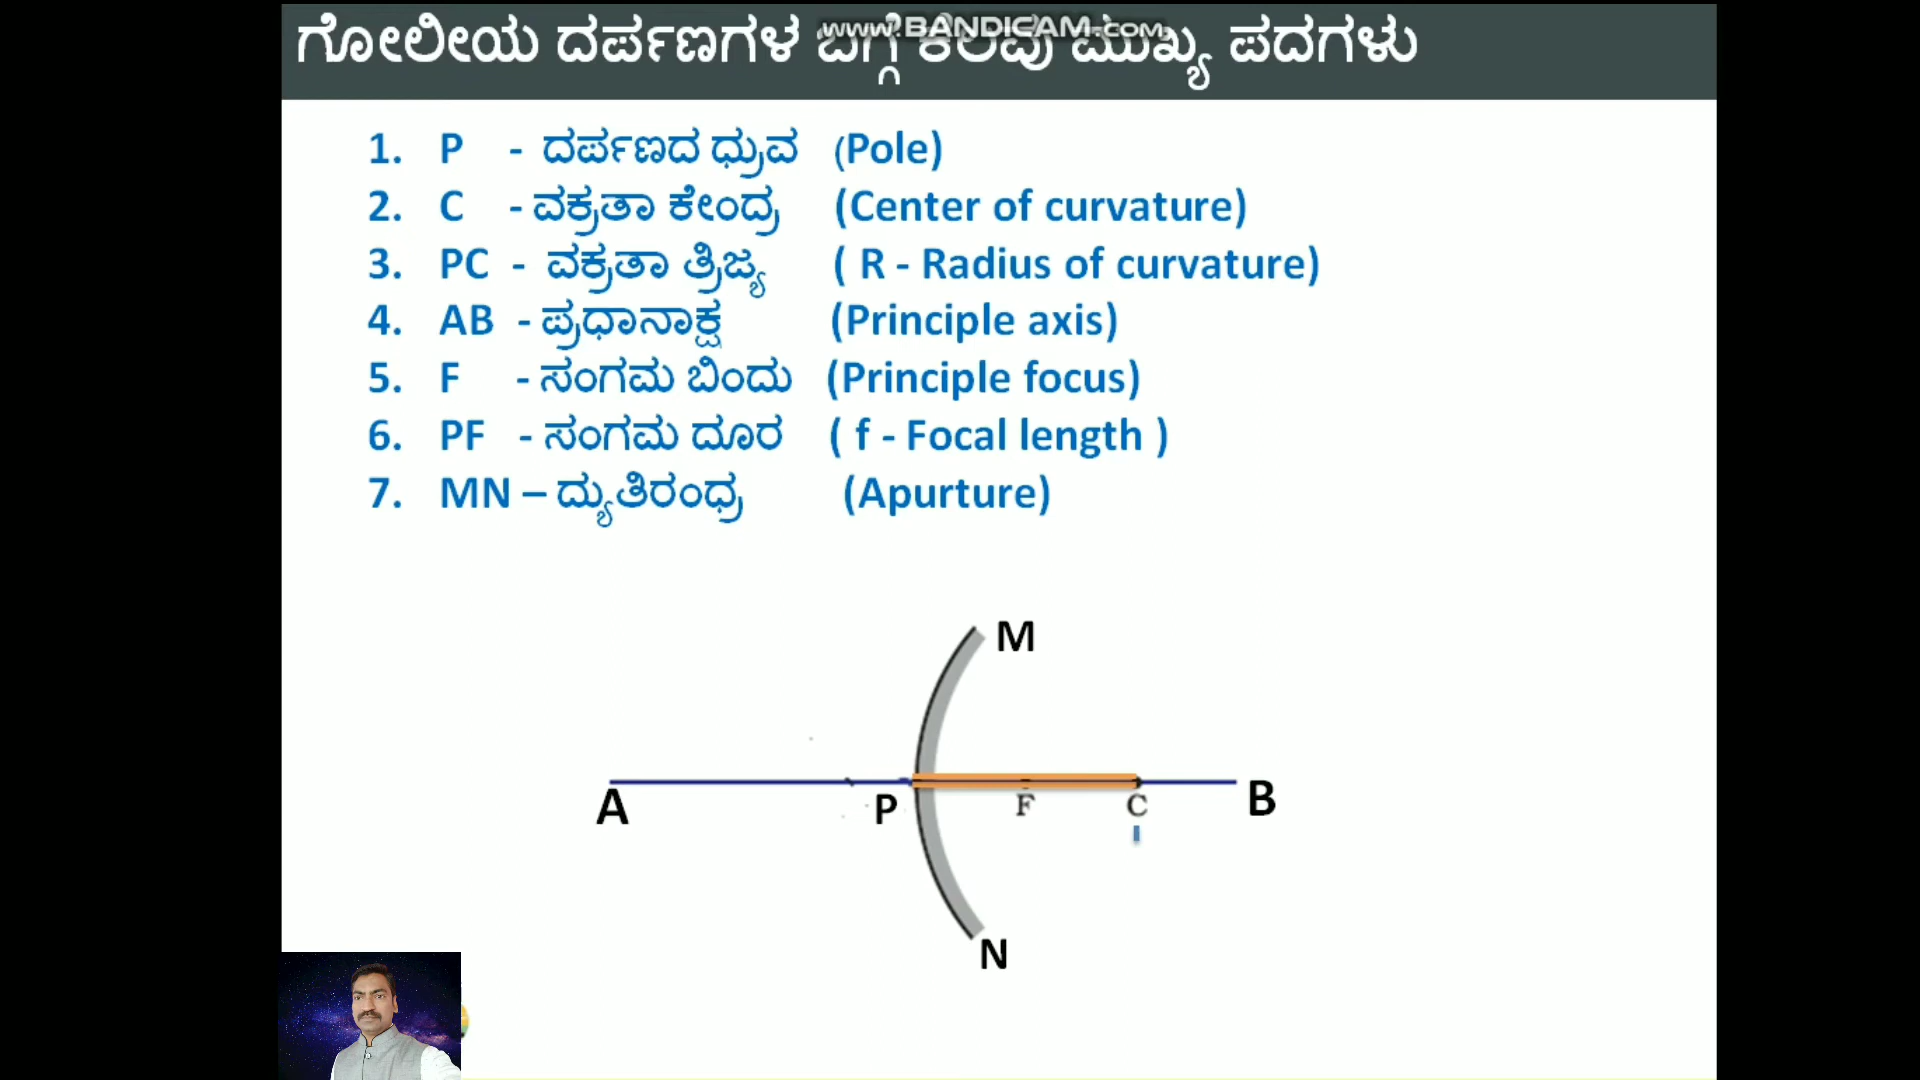 ಗೋಲೀಯ ದರ್ಪಣಗಳ ಬಗ್ಗೆ ಕೆಲವು ಮುಖ್ಯ ಪದಗಳು
www.BANDICAM.com
1. P - ದರ್ಪಣದ ಧ್ರುವ (Pole)
2. C - ವಕ್ರತಾ ಕೇಂದ್ರ (Center of curvature)
3. PC - ವಕ್ರತಾ ತ್ರಿಜ್ಯ ( R - Radius of curvature)
4. AB - ಪ್ರಧಾನಾಕ್ಷ (Principle axis)
5. F - ಸಂಗಮ ಬಿಂದು (Principle focus)
6. PF - ಸಂಗಮ ದೂರ ( f - Focal length )
7. MN – ದ್ಯುತಿರಂಧ್ರ (Apurture)
M
A P F C B
N